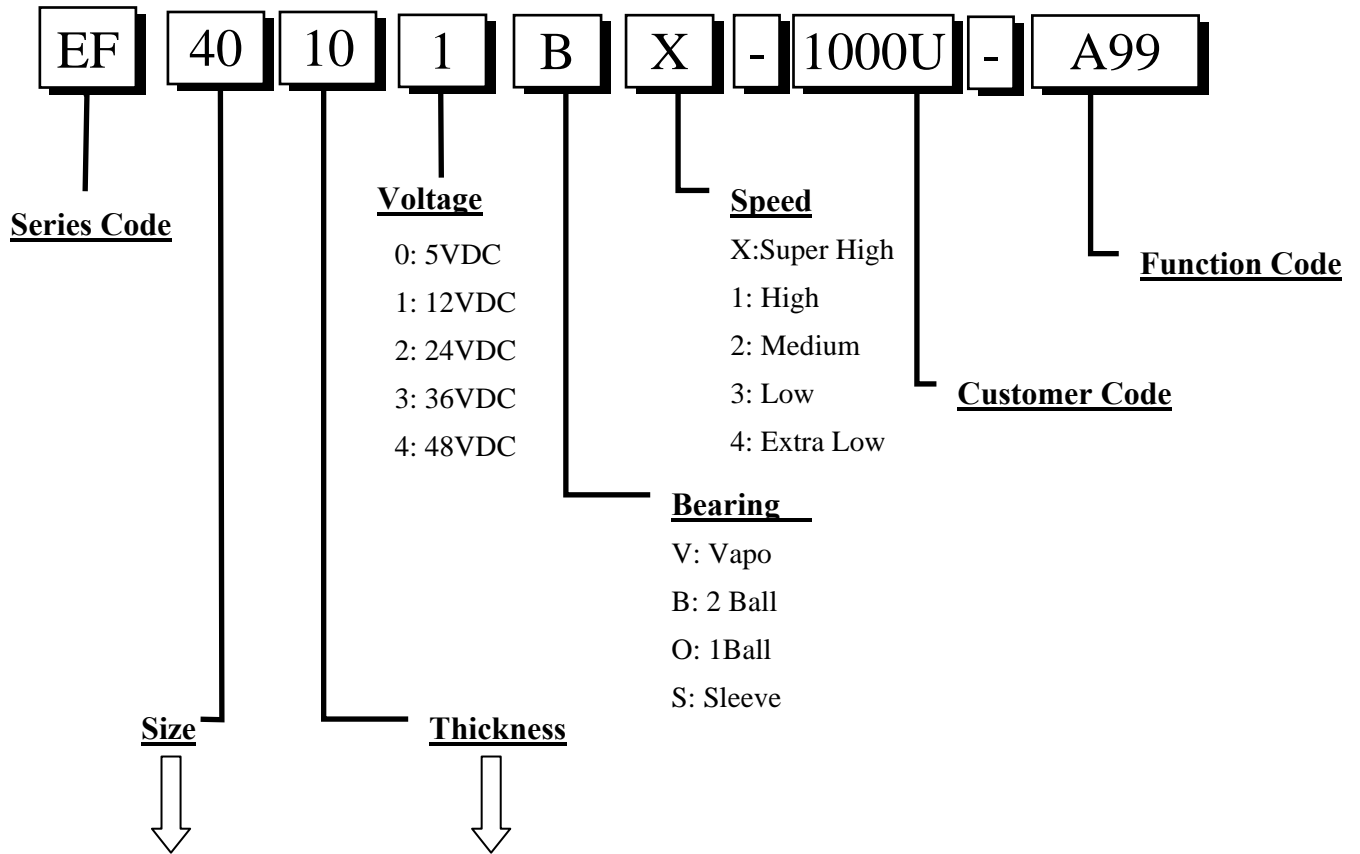 EF 40 10 1 B X - 1000U - A99
Series Code
Voltage
0: 5VDC
1: 12VDC
2: 24VDC
3: 36VDC
4: 48VDC
Speed
X:Super High
1: High
2: Medium
3: Low
4: Extra Low
Function Code
Customer Code
Bearing
V: Vapo
B: 2 Ball
O: 1Ball
S: Sleeve
Size
Thickness